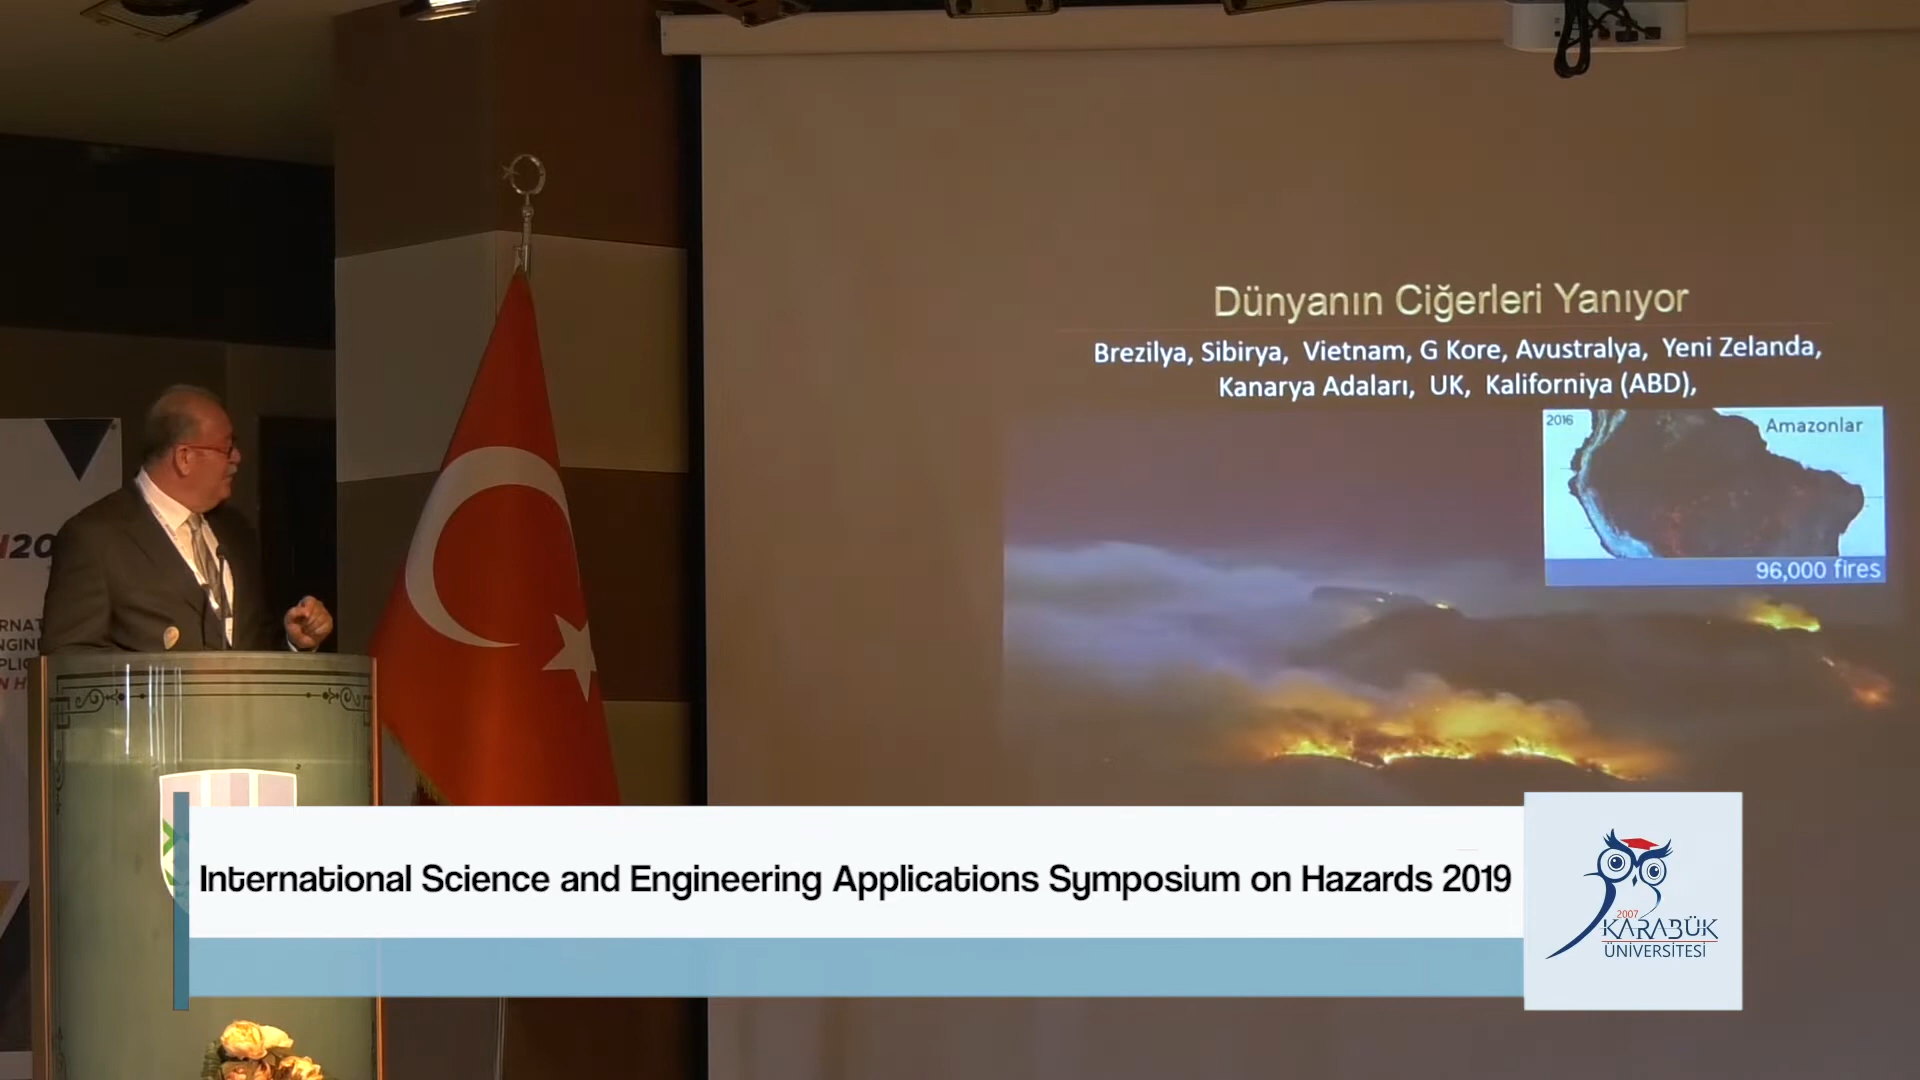 Dünyanın Ciğerleri Yanıyor
Brezilya, Sibirya, Vietnam, G Kore, Avustralya, Yeni Zelanda,
Kanarya Adaları, UK, Kaliforniya (ABD),
2016
Amazonlar
96,000 fires
International Science and Engineering Applications Symposium on Hazards 2019
2007
KARABÜK
ÜNİVERSİTESİ